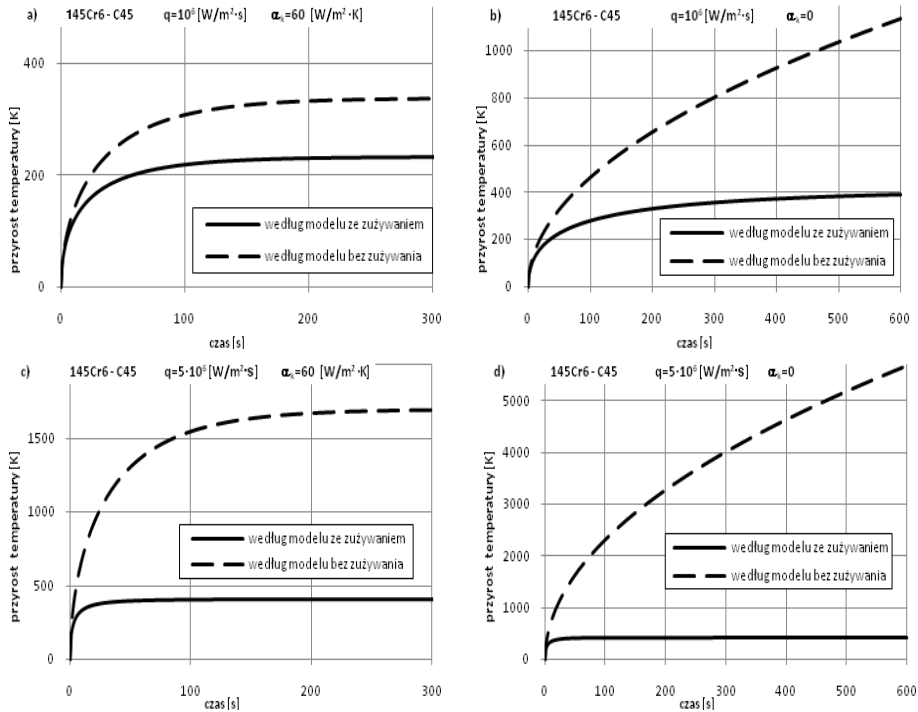 a) 145Cr6 - C45 q=10⁶ [W/m²·s] αₖ=60 [W/m²·K]
przyrost temperatury [K]
400
200
0
według modelu ze zużywaniem
według modelu bez zużywania
0 100 200 300
czas [s]
b) 145Cr6 - C45 q=10⁶ [W/m²·s] αₖ=0
przyrost temperatury [K]
1000
800
600
400
200
0
według modelu ze zużywaniem
według modelu bez zużywania
0 100 200 300 400 500 600
czas [s]
c) 145Cr6 - C45 q=5·10⁶ [W/m²·s] αₖ=60 [W/m²·K]
przyrost temperatury [K]
1500
1000
500
0
według modelu ze zużywaniem
według modelu bez zużywania
0 100 200 300
czas [s]
d) 145Cr6 - C45 q=5·10⁶ [W/m²·s] αₖ=0
przyrost temperatury [K]
5000
4000
3000
2000
1000
0
według modelu ze zużywaniem
według modelu bez zużywania
0 100 200 300 400 500 600
czas [s]